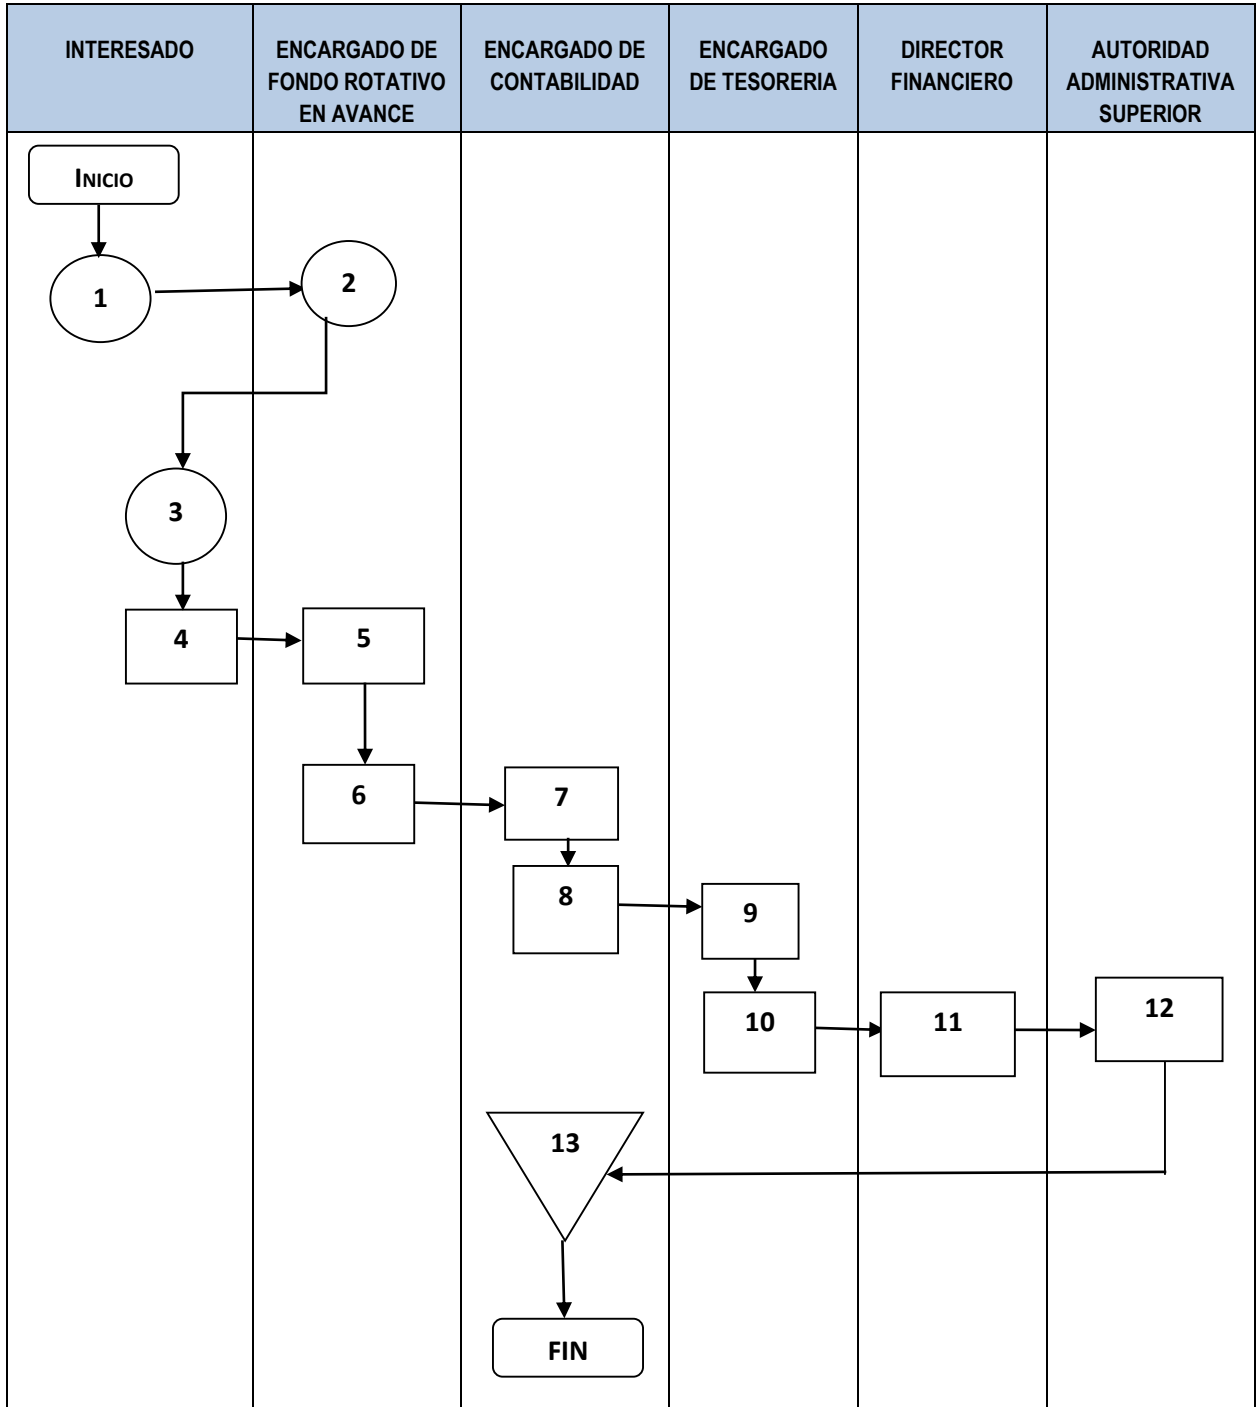 INTERESADO
ENCARGADO DE
FONDO ROTATIVO
EN AVANCE
ENCARGADO DE
CONTABILIDAD
ENCARGADO
DE TESORERIA
DIRECTOR
FINANCIERO
AUTORIDAD
ADMINISTRATIVA
SUPERIOR
INICIO
1
2
3
4
5
6
7
8
9
10
11
12
13
FIN